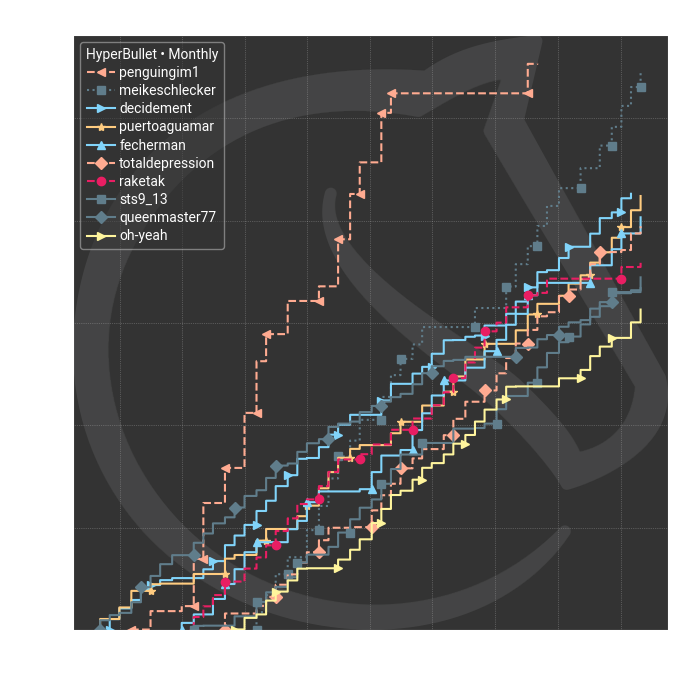 HyperBullet • Monthly
penguingim1
meikeschlecker
decidement
puertoaguamar
fecherman
totaldepression
raketak
sts9_13
queenmaster77
oh-yeah